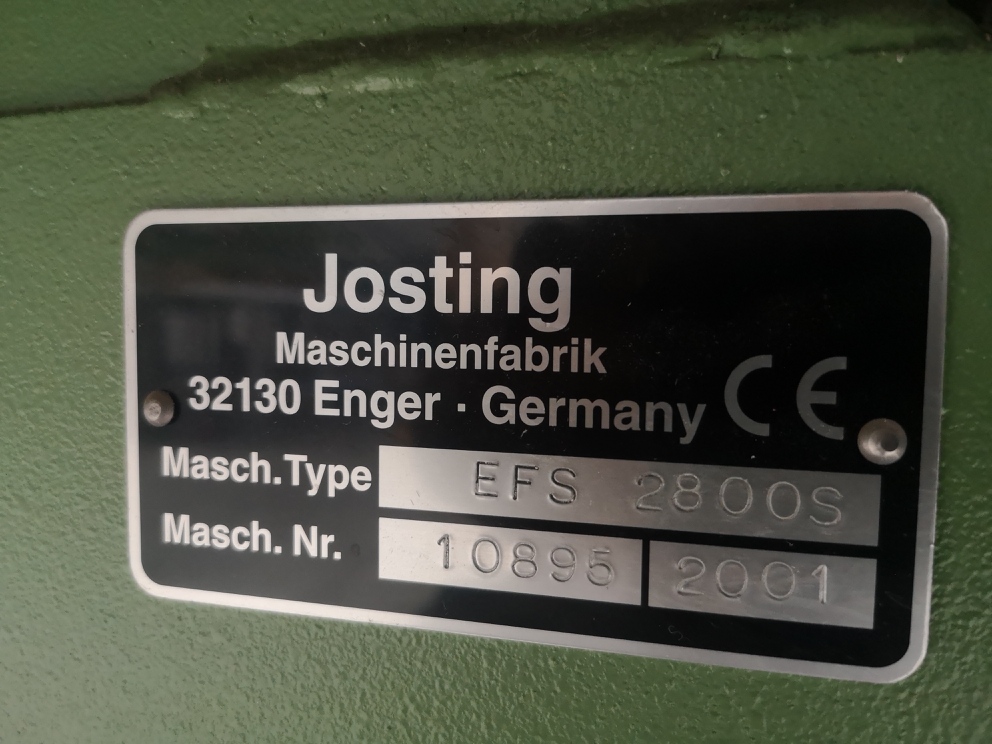 Josting
Maschinenfabrik
32130 Enger · Germany CE
Masch.Type EFS 2800S
Masch. Nr. 10895 2001